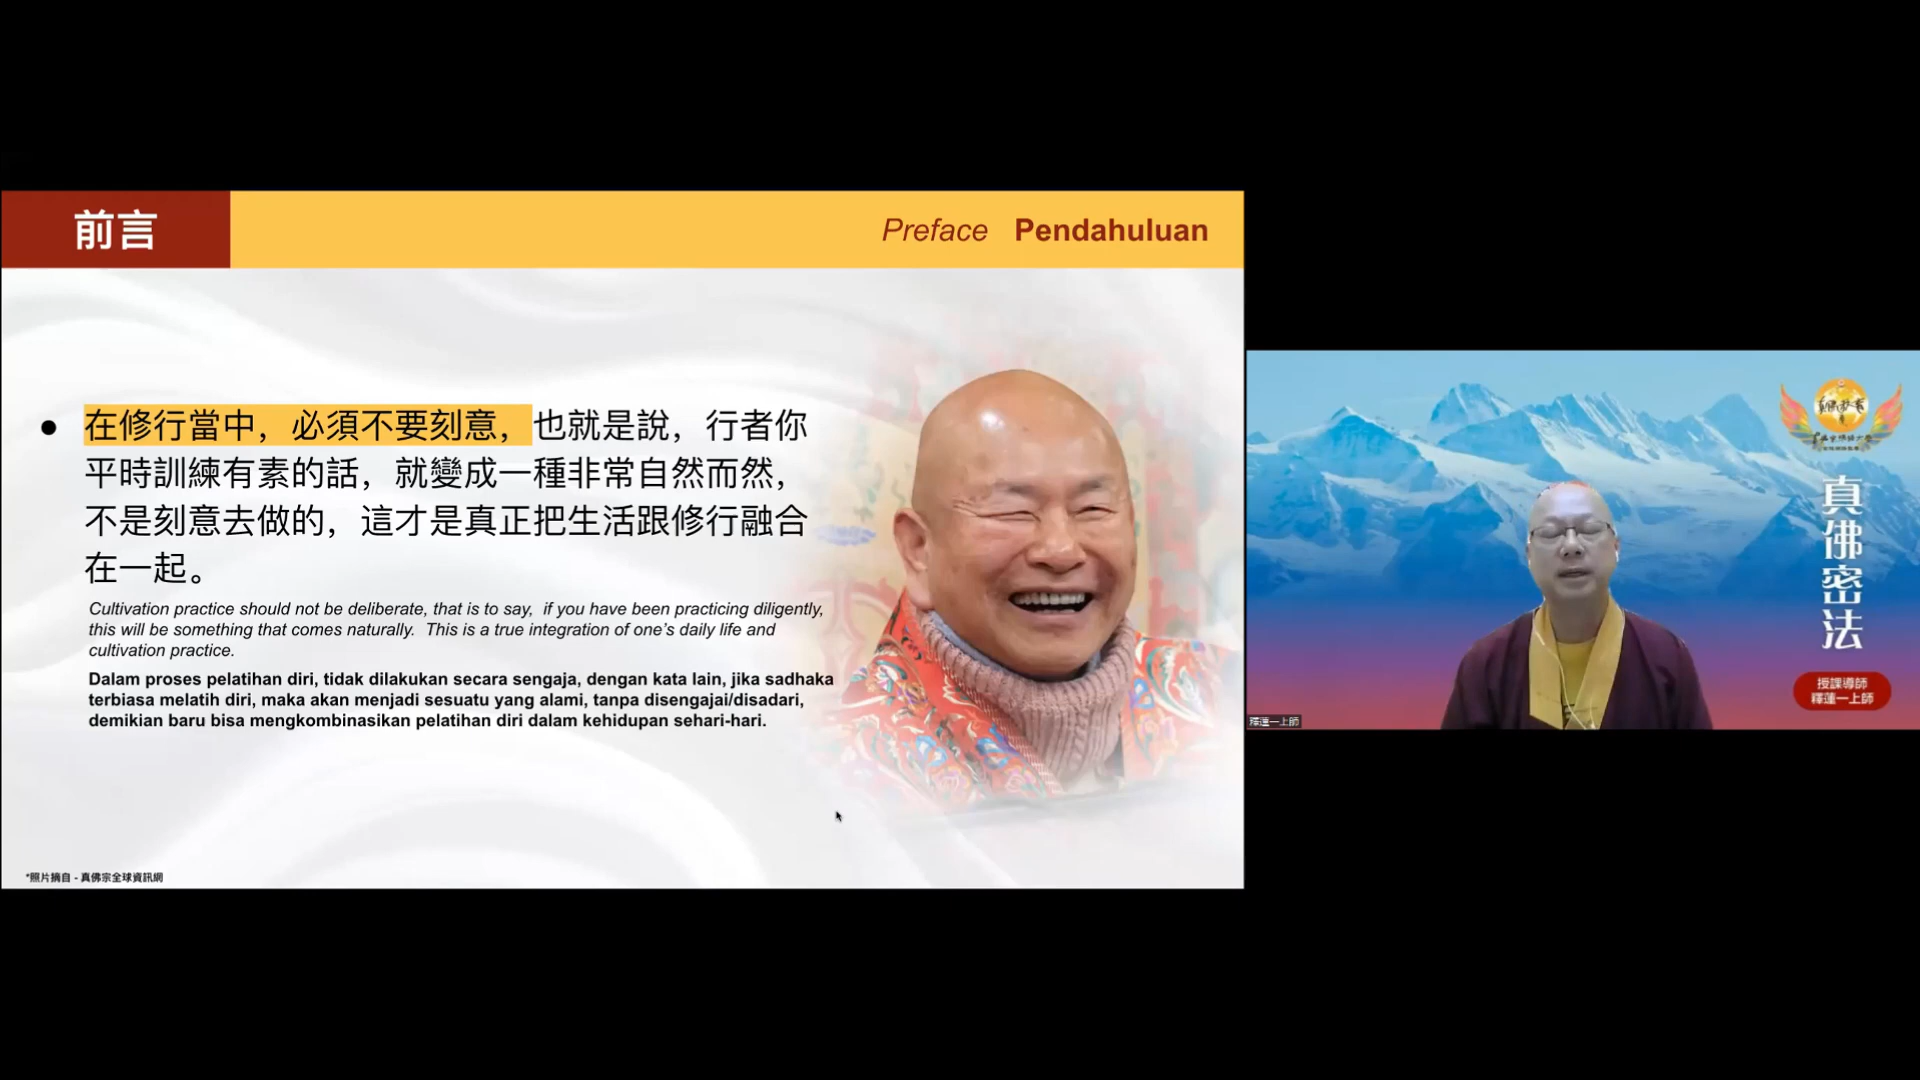 前言
Preface Pendahuluan
● 在修行當中，必須不要刻意，也就是說，行者你
平時訓練有素的話，就變成一種非常自然而然，
不是刻意去做的，這才是真正把生活跟修行融合
在一起。
Cultivation practice should not be deliberate, that is to say, if you have been practicing diligently,
this will be something that comes naturally. This is a true integration of one's daily life and
cultivation practice.
Dalam proses pelatihan diri, tidak dilakukan secara sengaja, dengan kata lain, jika sadhaka
terbiasa melatih diri, maka akan menjadi sesuatu yang alami, tanpa disengajai/disadari,
demikian baru bisa mengkombinasikan pelatihan diri dalam kehidupan sehari-hari.
*照片摘自 - 真佛宗全球資訊網
真佛密法
授課導師
釋蓮一上師
釋蓮一上師